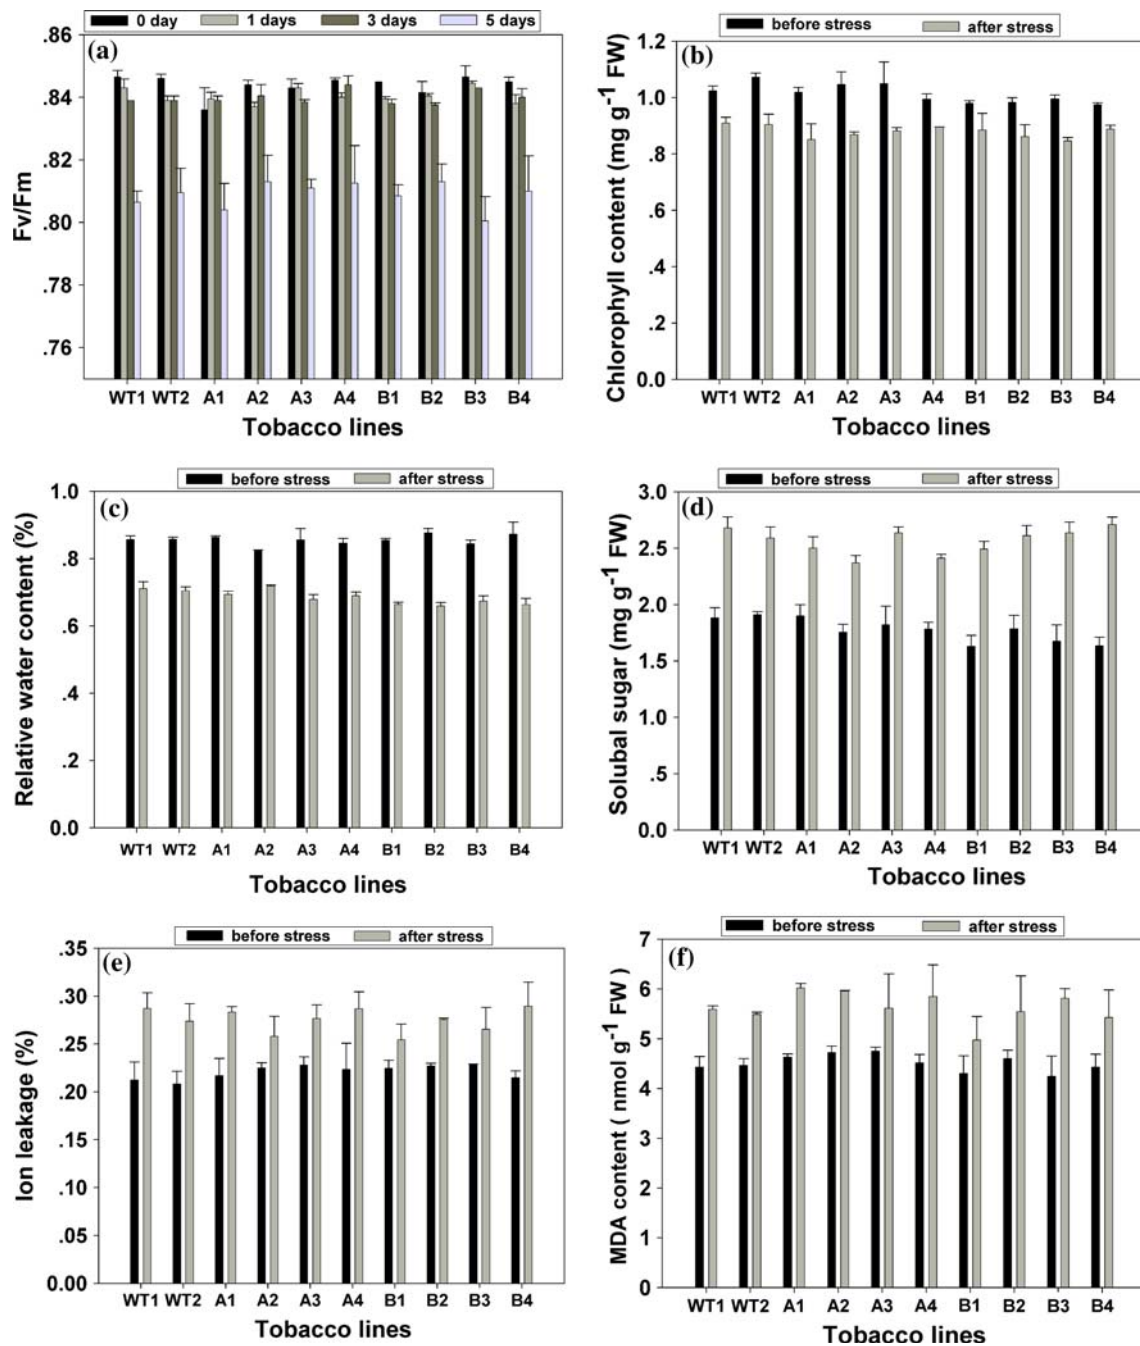 0 day 1 days 3 days 5 days
(a)
.86
.84
.82
.80
.78
.76
Fv/Fm
WT1 WT2 A1 A2 A3 A4 B1 B2 B3 B4
Tobacco lines
before stress after stress
(b)
1.2
1.0
.8
.6
.4
.2
0.0
Chlorophyll content (mg g-1 FW)
WT1 WT2 A1 A2 A3 A4 B1 B2 B3 B4
Tobacco lines
before stress after stress
(c)
1.0
.8
.6
.4
.2
0.0
Relative water content (%)
WT1 WT2 A1 A2 A3 A4 B1 B2 B3 B4
Tobacco lines
before stress after stress
(d)
3.0
2.5
2.0
1.5
1.0
.5
0.0
Solubal sugar (mg g-1 FW)
WT1 WT2 A1 A2 A3 A4 B1 B2 B3 B4
Tobacco lines
before stress after stress
(e)
.35
.30
.25
.20
.15
.10
.05
0.00
Ion leakage (%)
WT1 WT2 A1 A2 A3 A4 B1 B2 B3 B4
Tobacco lines
before stress after stress
(f)
7
6
5
4
3
2
1
0
MDA content ( nmol g-1 FW )
WT1 WT2 A1 A2 A3 A4 B1 B2 B3 B4
Tobacco lines